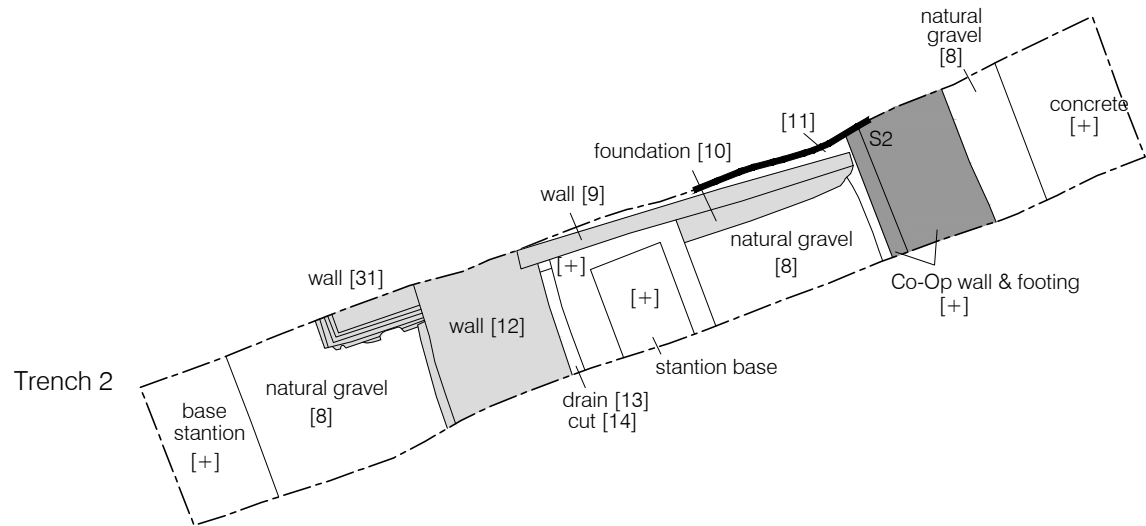 natural
gravel
[8]
concrete
[+]
[11]
S2
foundation [10]
wall [9]
natural gravel
[8]
[+]
wall [31]
[+]
Co-Op wall & footing
[+]
wall [12]
stantion base
Trench 2
natural gravel
[8]
drain [13]
cut [14]
base
stantion
[+]